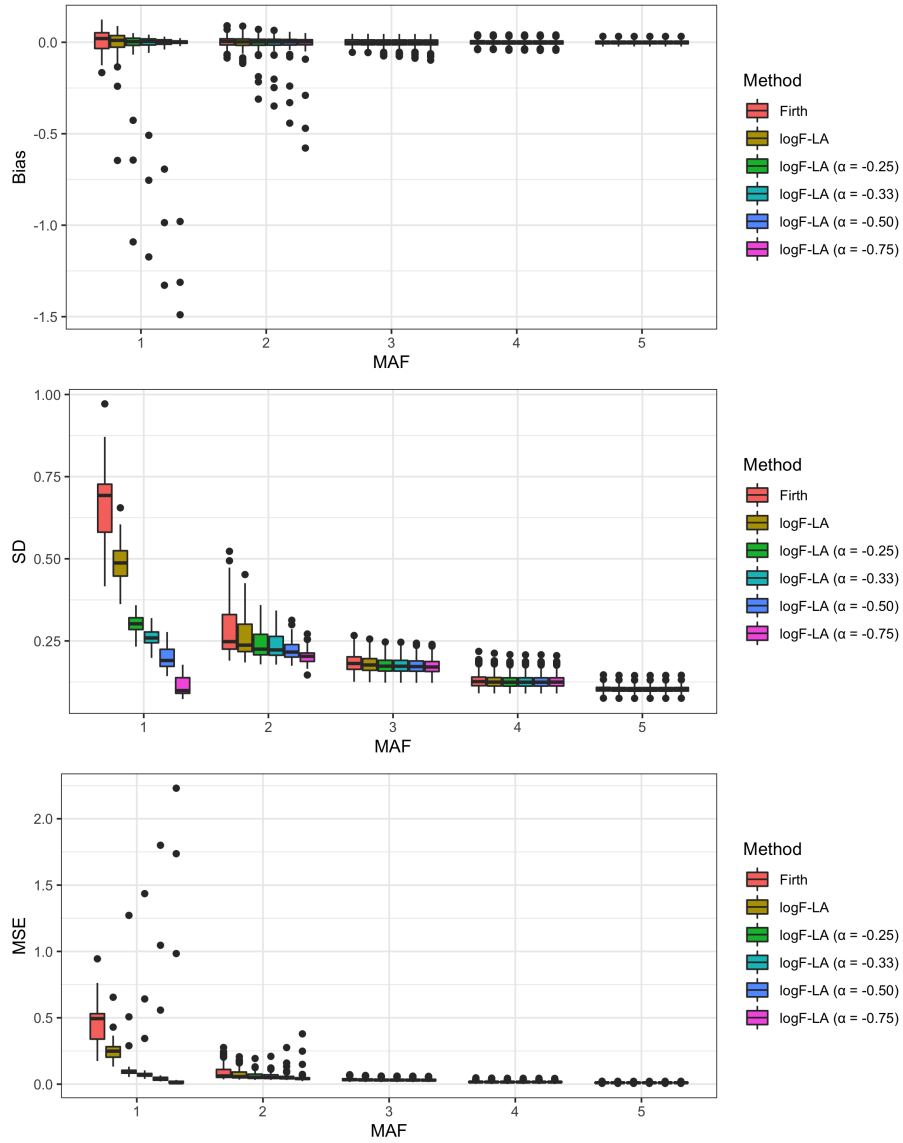 0.0
-0.5
-1.0
-1.5
Bias
1 2 3 4 5
MAF
Method
Firth
logF-LA
logF-LA (α = -0.25)
logF-LA (α = -0.33)
logF-LA (α = -0.50)
logF-LA (α = -0.75)
1.00
0.75
0.50
0.25
SD
1 2 3 4 5
MAF
Method
Firth
logF-LA
logF-LA (α = -0.25)
logF-LA (α = -0.33)
logF-LA (α = -0.50)
logF-LA (α = -0.75)
2.0
1.5
1.0
0.5
0.0
MSE
1 2 3 4 5
MAF
Method
Firth
logF-LA
logF-LA (α = -0.25)
logF-LA (α = -0.33)
logF-LA (α = -0.50)
logF-LA (α = -0.75)